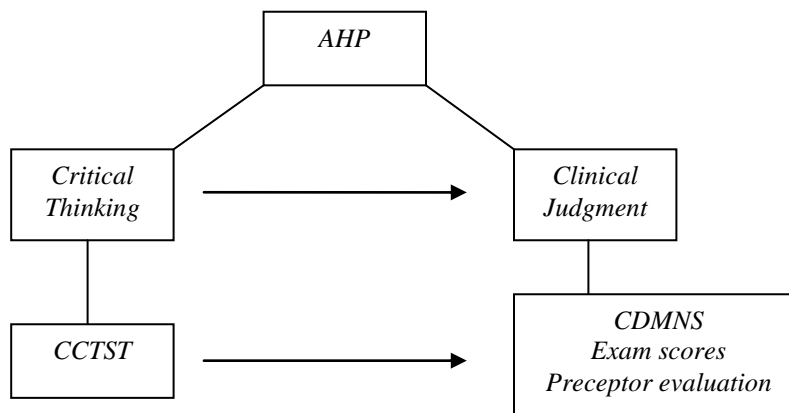 AHP
Critical
Thinking
Clinical
Judgment
CCTST
CDMNS
Exam scores
Preceptor evaluation